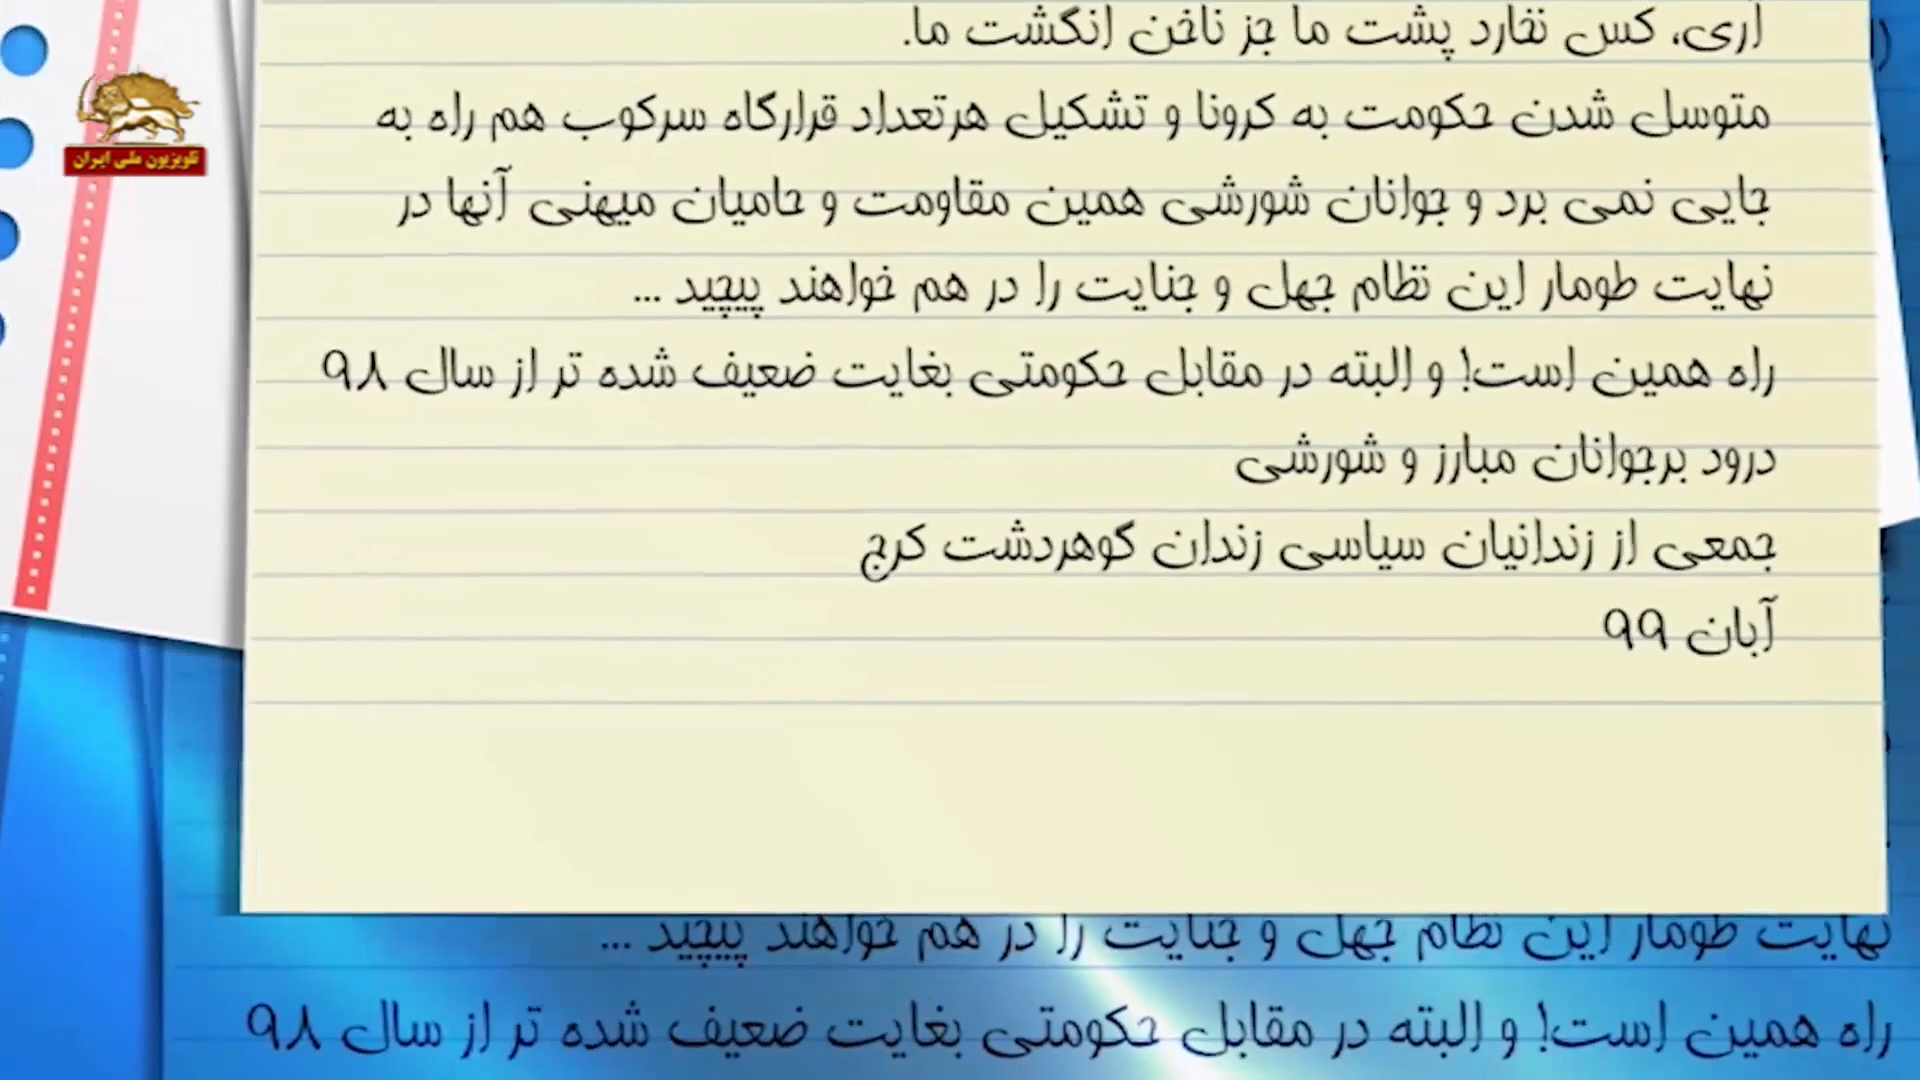 آری، کس نخارد پشت ما جز ناخن انگشت ما.
متوسل شدن حکومت به کرونا و تشکیل هرتعداد قرارگاه سرکوب هم راه به
جایی نمی برد و جوانان شورشی همین مقاومت و حامیان میهنی آنها در
نهایت طومار این نظام جهل و جنایت را در هم خواهند پیچید ...
راه همین است! و البته در مقابل حکومتی بغایت ضعیف شده تر از سال ۹۸
درود برجوانان مبارز و شورشی
جمعی از زندانیان سیاسی زندان گوهردشت کرج
آبان ۹۹
نهایت طومار این نظام جهل و جنایت را در هم خواهند پیچید ...
راه همین است! و البته در مقابل حکومتی بغایت ضعیف شده تر از سال ۹۸
تلویزیون ملی ایران